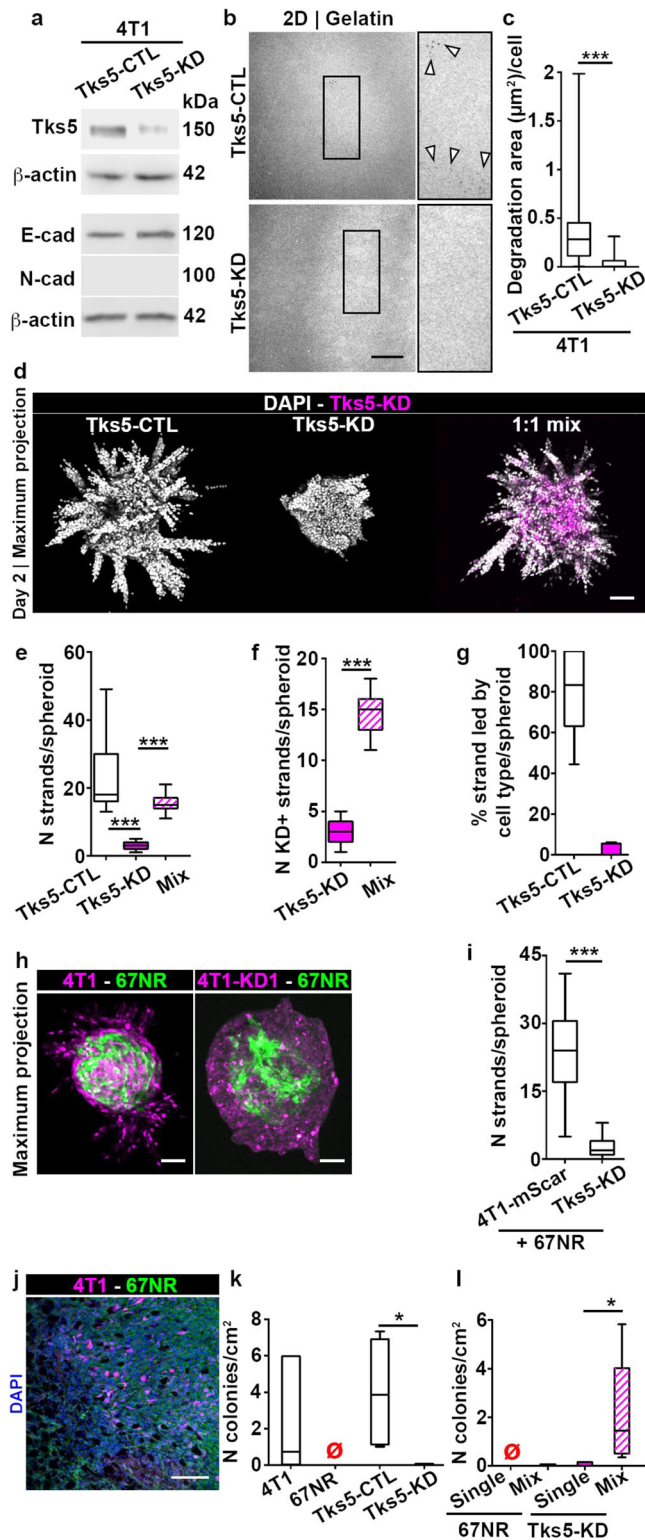 a
4T1
Tks5-CTL
Tks5-KD
kDa
Tks5
150
β-actin
42
E-cad
120
N-cad
100
β-actin
42
b
2D | Gelatin
Tks5-CTL
Tks5-KD
c
Degradation area (µm²)/cell
***
2
1.5
1
0.5
0
Tks5-CTL
Tks5-KD
4T1
d
DAPI - Tks5-KD
Tks5-CTL
Tks5-KD
1:1 mix
Day 2 | Maximum projection
e
N strands/spheroid
60
40
20
0
***
***
Tks5-CTL
Tks5-KD
Mix
f
N KD+ strands/spheroid
20
15
10
5
0
***
Tks5-KD
Mix
g
% strand led by
cell type/spheroid
100
80
60
40
20
0
Tks5-CTL
Tks5-KD
h
4T1 - 67NR
4T1-KD1 - 67NR
Maximum projection
i
N strands/spheroid
45
30
15
0
***
4T1-mScar
Tks5-KD
+ 67NR
j
4T1 - 67NR
DAPI
k
N colonies/cm²
8
6
4
2
0
Ø
*
4T1
67NR
Tks5-CTL
Tks5-KD
l
N colonies/cm²
6
4
2
0
Ø
*
Single
Mix
Single
Mix
67NR
Tks5-KD